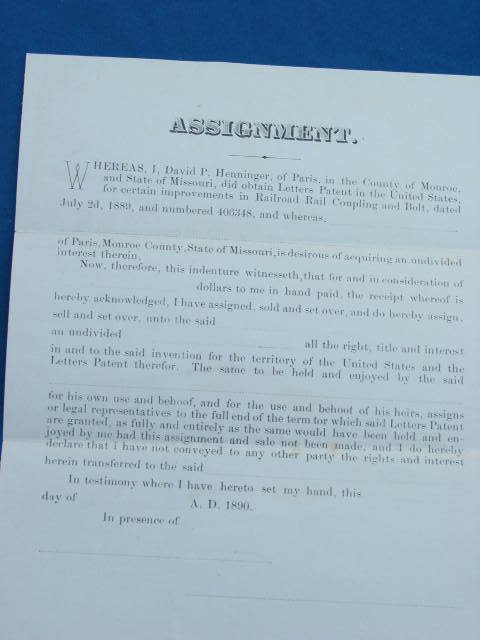 ASSIGNMENT.
WHEREAS, I, David P. Henninger, of Paris, in the County of Monroe,
and State of Missouri, did obtain Letters Patent in the United States,
for certain improvements in Railroad Rail Coupling and Bolt, dated
July 2d, 1889, and numbered 406348, and whereas,
of Paris, Monroe County, State of Missouri, is desirous of acquiring an undivided
interest therein.
Now, therefore, this indenture witnesseth, that for and in consideration of
dollars to me in hand paid, the receipt whereof is
hereby acknowledged, I have assigned, sold and set over, and do hereby assign,
sell and set over, unto the said
an undivided all the right, title and interest
in and to the said invention for the territory of the United States and the
Letters Patent therefor. The same to be held and enjoyed by the said
for his own use and behoof, and for the use and behoof of his heirs, assigns
or legal representatives to the full end of the term for which said Letters Patent
are granted, as fully and entirely as the same would have been held and en-
joyed by me had this assignment and sale not been made, and I do hereby
declare that i have not conveyed to any other party the rights and interest
herein transferred to the said
In testimony where I have hereto set my hand, this
day of A. D. 1890.
In presence of